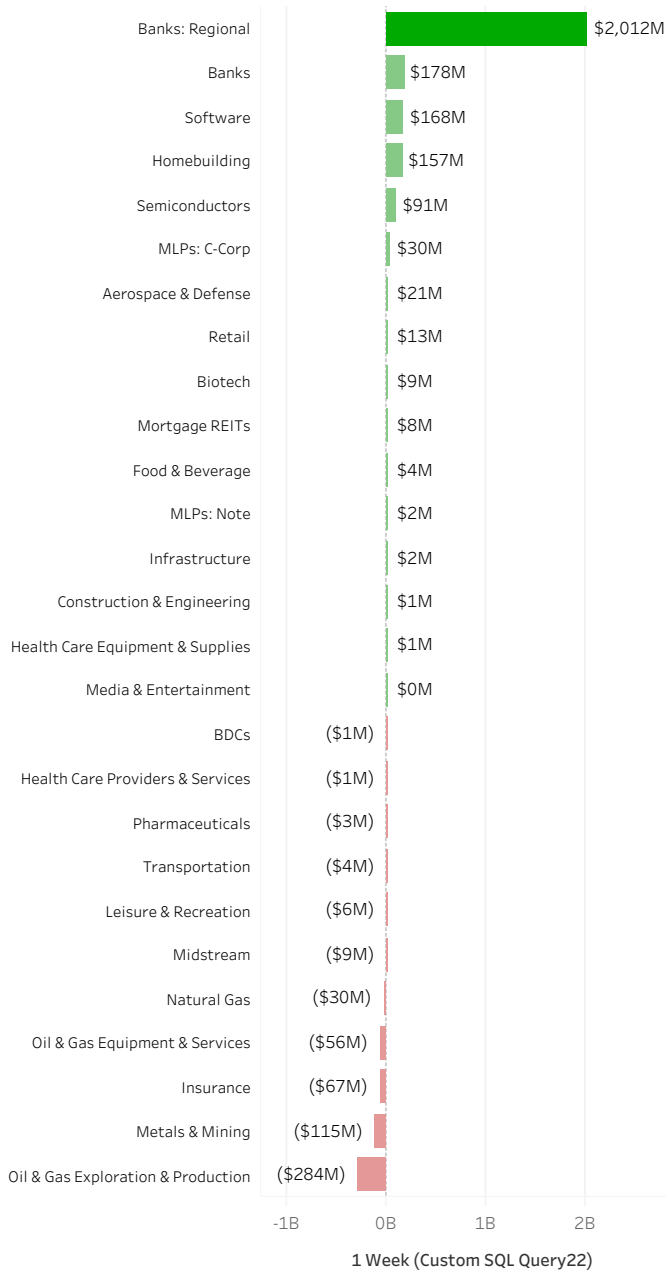 Banks: Regional $2,012M
Banks $178M
Software $168M
Homebuilding $157M
Semiconductors $91M
MLPs: C-Corp $30M
Aerospace & Defense $21M
Retail $13M
Biotech $9M
Mortgage REITs $8M
Food & Beverage $4M
MLPs: Note $2M
Infrastructure $2M
Construction & Engineering $1M
Health Care Equipment & Supplies $1M
Media & Entertainment $0M
BDCs ($1M)
Health Care Providers & Services ($1M)
Pharmaceuticals ($3M)
Transportation ($4M)
Leisure & Recreation ($6M)
Midstream ($9M)
Natural Gas ($30M)
Oil & Gas Equipment & Services ($56M)
Insurance ($67M)
Metals & Mining ($115M)
Oil & Gas Exploration & Production ($284M)
-1B 0B 1B 2B
1 Week (Custom SQL Query22)